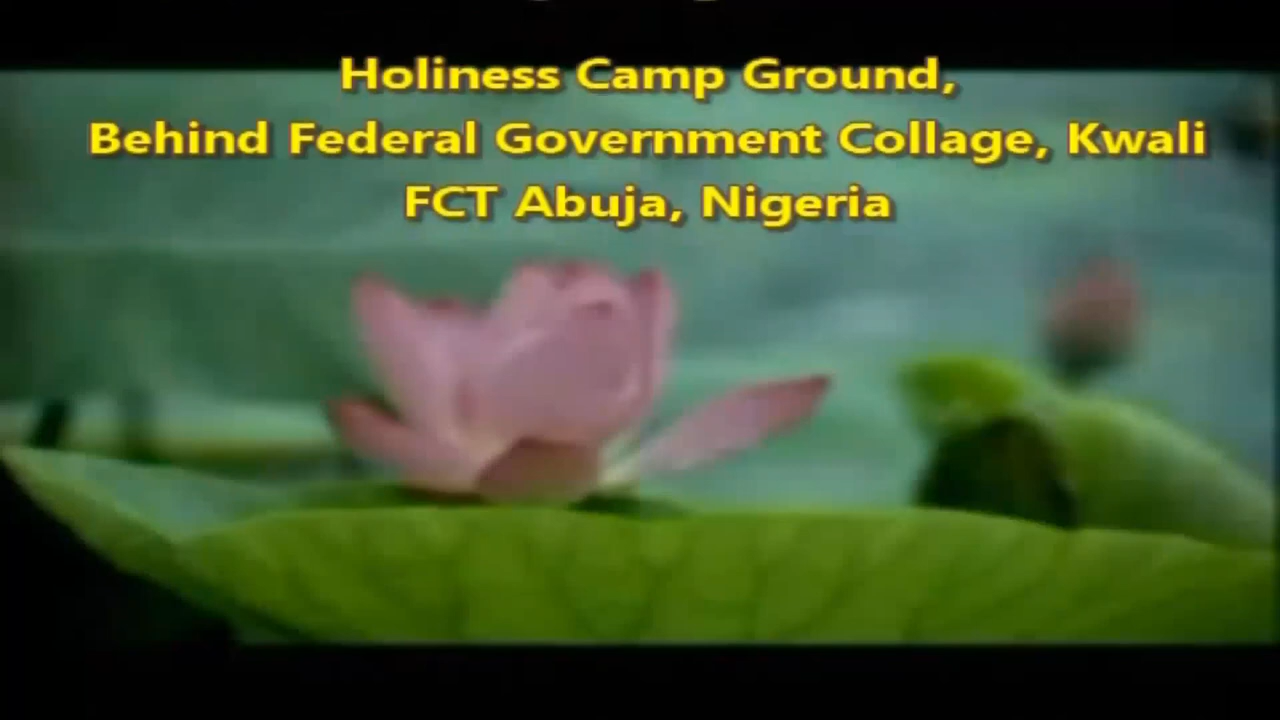 Holiness Camp Ground,
Behind Federal Government Collage, Kwali
FCT Abuja, Nigeria